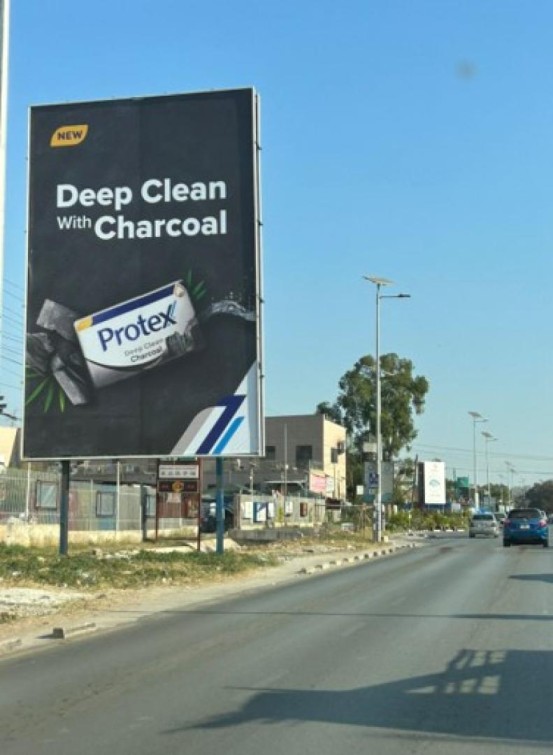 NEW
Deep Clean
With Charcoal
Protex
Deep Clean
Charcoal